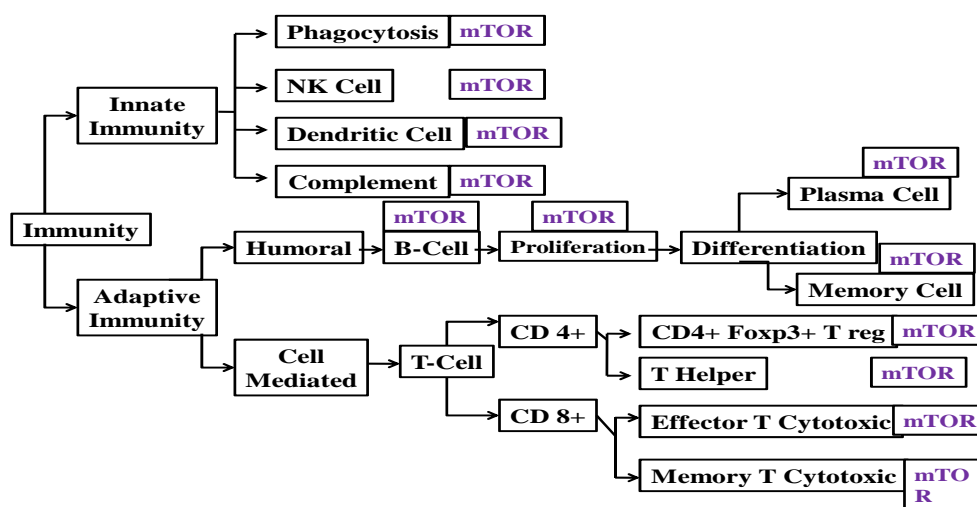 Phagocytosis mTOR
NK Cell mTOR
Innate
Immunity
Dendritic Cell mTOR
Complement mTOR
mTOR
Plasma Cell
Immunity
mTOR mTOR
Humoral B-Cell Proliferation Differentiation
mTOR
Memory Cell
Adaptive
Immunity
CD 4+ CD4+ Foxp3+ T reg mTOR
Cell
Mediated
T-Cell
T Helper mTOR
CD 8+ Effector T Cytotoxic mTOR
Memory T Cytotoxic mTO
R